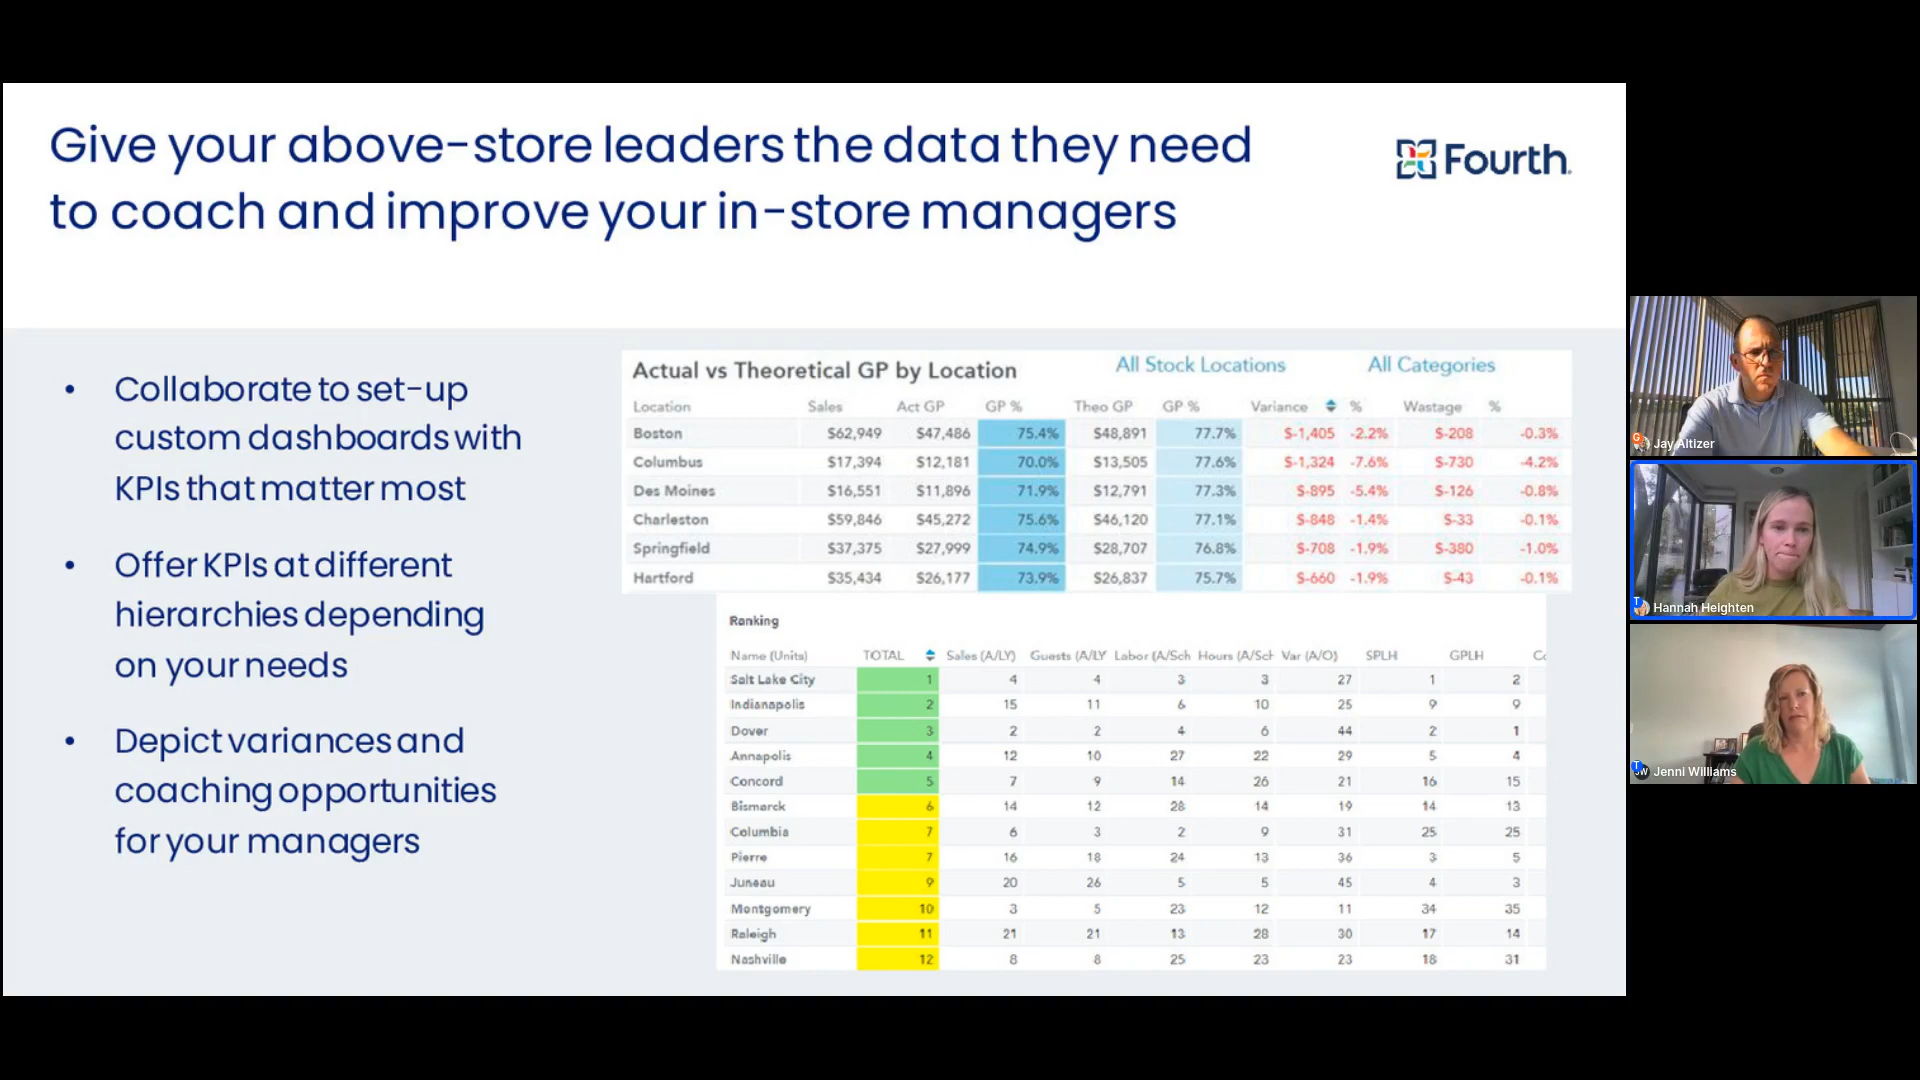 Give your above-store leaders the data they need
to coach and improve your in-store managers
Fourth
• Collaborate to set-up
custom dashboards with
KPIs that matter most
• Offer KPIs at different
hierarchies depending
on your needs
• Depict variances and
coaching opportunities
for your managers
Actual vs Theoretical GP by Location All Stock Locations All Categories
Location Sales Act GP GP % Theo GP GP % Variance % Wastage %
Boston $62,949 $47,486 75.4% $48,891 77.7% $-1,405 -2.2% $-208 -0.3%
Columbus $17,394 $12,181 70.0% $13,505 77.6% $-1,324 -7.6% $-730 -4.2%
Des Moines $16,551 $11,896 71.9% $12,791 77.3% $-895 -5.4% $-126 -0.8%
Charleston $59,846 $45,272 75.6% $46,120 77.1% $-848 -1.4% $-33 -0.1%
Springfield $37,375 $27,999 74.9% $28,707 76.8% $-708 -1.9% $-380 -1.0%
Hartford $35,434 $26,177 73.9% $26,837 75.7% $-660 -1.9% $-43 -0.1%
Ranking
Name (Units) TOTAL Sales (A/LY) Guests (A/LY Labor (A/Sch Hours (A/Sch Var (A/O) SPLH GPLH Co
Salt Lake City 1 4 4 3 3 27 1 2
Indianapolis 2 15 11 6 10 25 9 9
Dover 3 2 2 4 6 44 2 1
Annapolis 4 12 10 27 22 29 5 4
Concord 5 7 9 14 26 21 16 15
Bismarck 6 14 12 28 14 19 14 13
Columbia 7 6 3 2 9 31 25 25
Pierre 7 16 18 24 13 36 3 5
Juneau 9 20 26 5 5 45 4 3
Montgomery 10 3 5 23 12 11 34 35
Raleigh 11 21 21 13 28 30 17 14
Nashville 12 8 8 25 23 23 18 31
Jay Altizer
Hannah Heighten
Jenni Williams